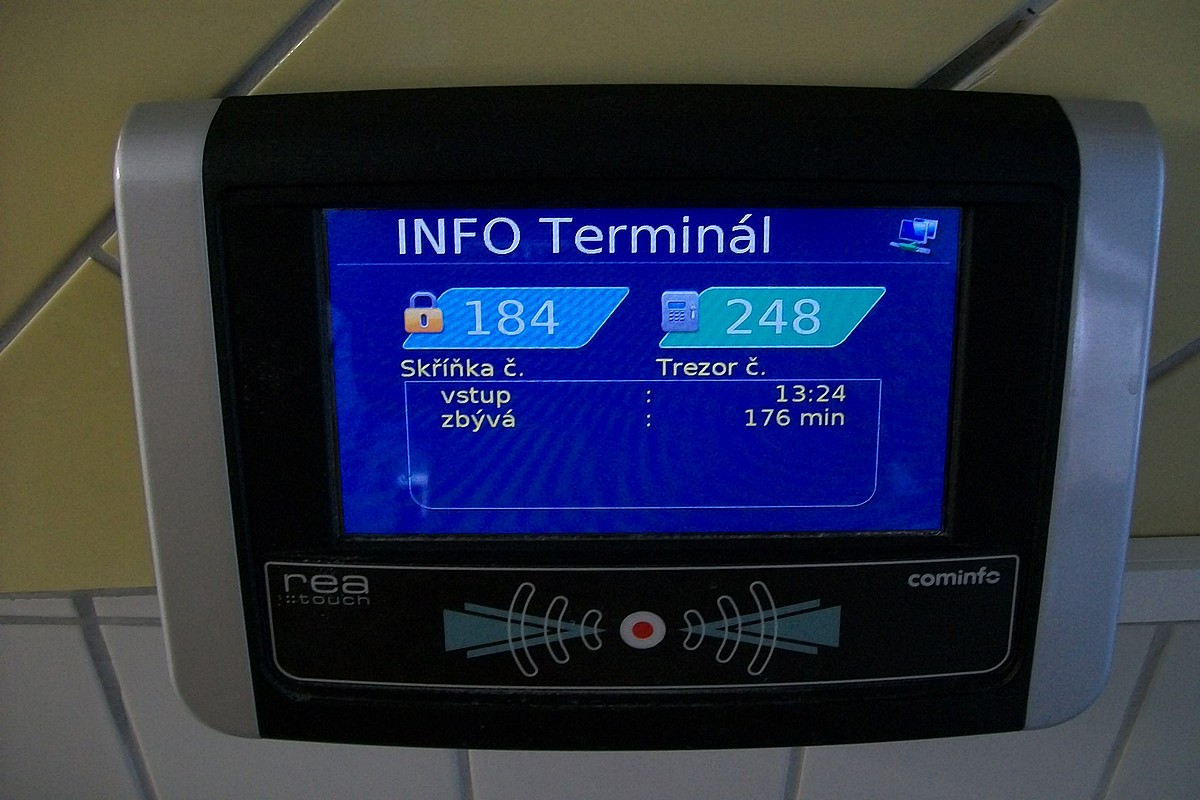 INFO Terminál
184 248
Skříňka č. Trezor č.
vstup : 13:24
zbývá : 176 min
rea cominfo
touch